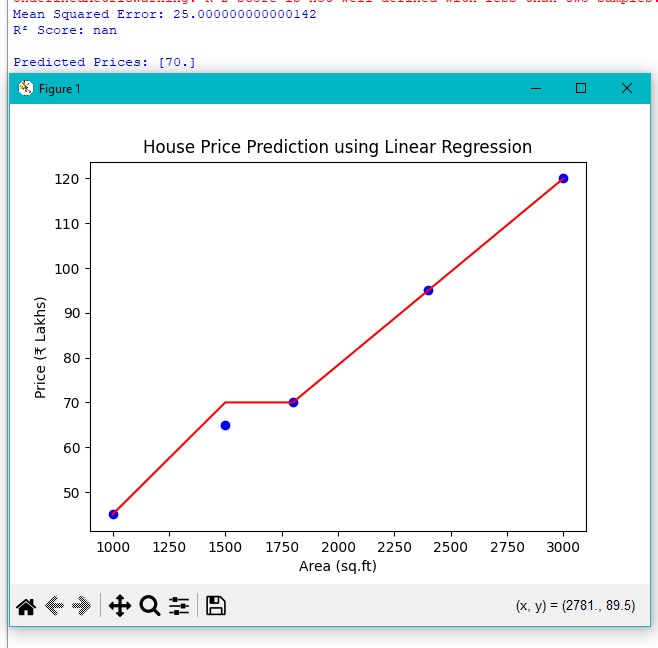 UndefinedMetricWarning: R^2 score is not well-defined with less than two samples.
Mean Squared Error: 25.000000000000142
R² Score: nan
Predicted Prices: [70.]
Figure 1
House Price Prediction using Linear Regression
120
110
100
90
80
70
60
50
Price (₹ Lakhs)
1000 1250 1500 1750 2000 2250 2500 2750 3000
Area (sq.ft)
(x, y) = (2781., 89.5)